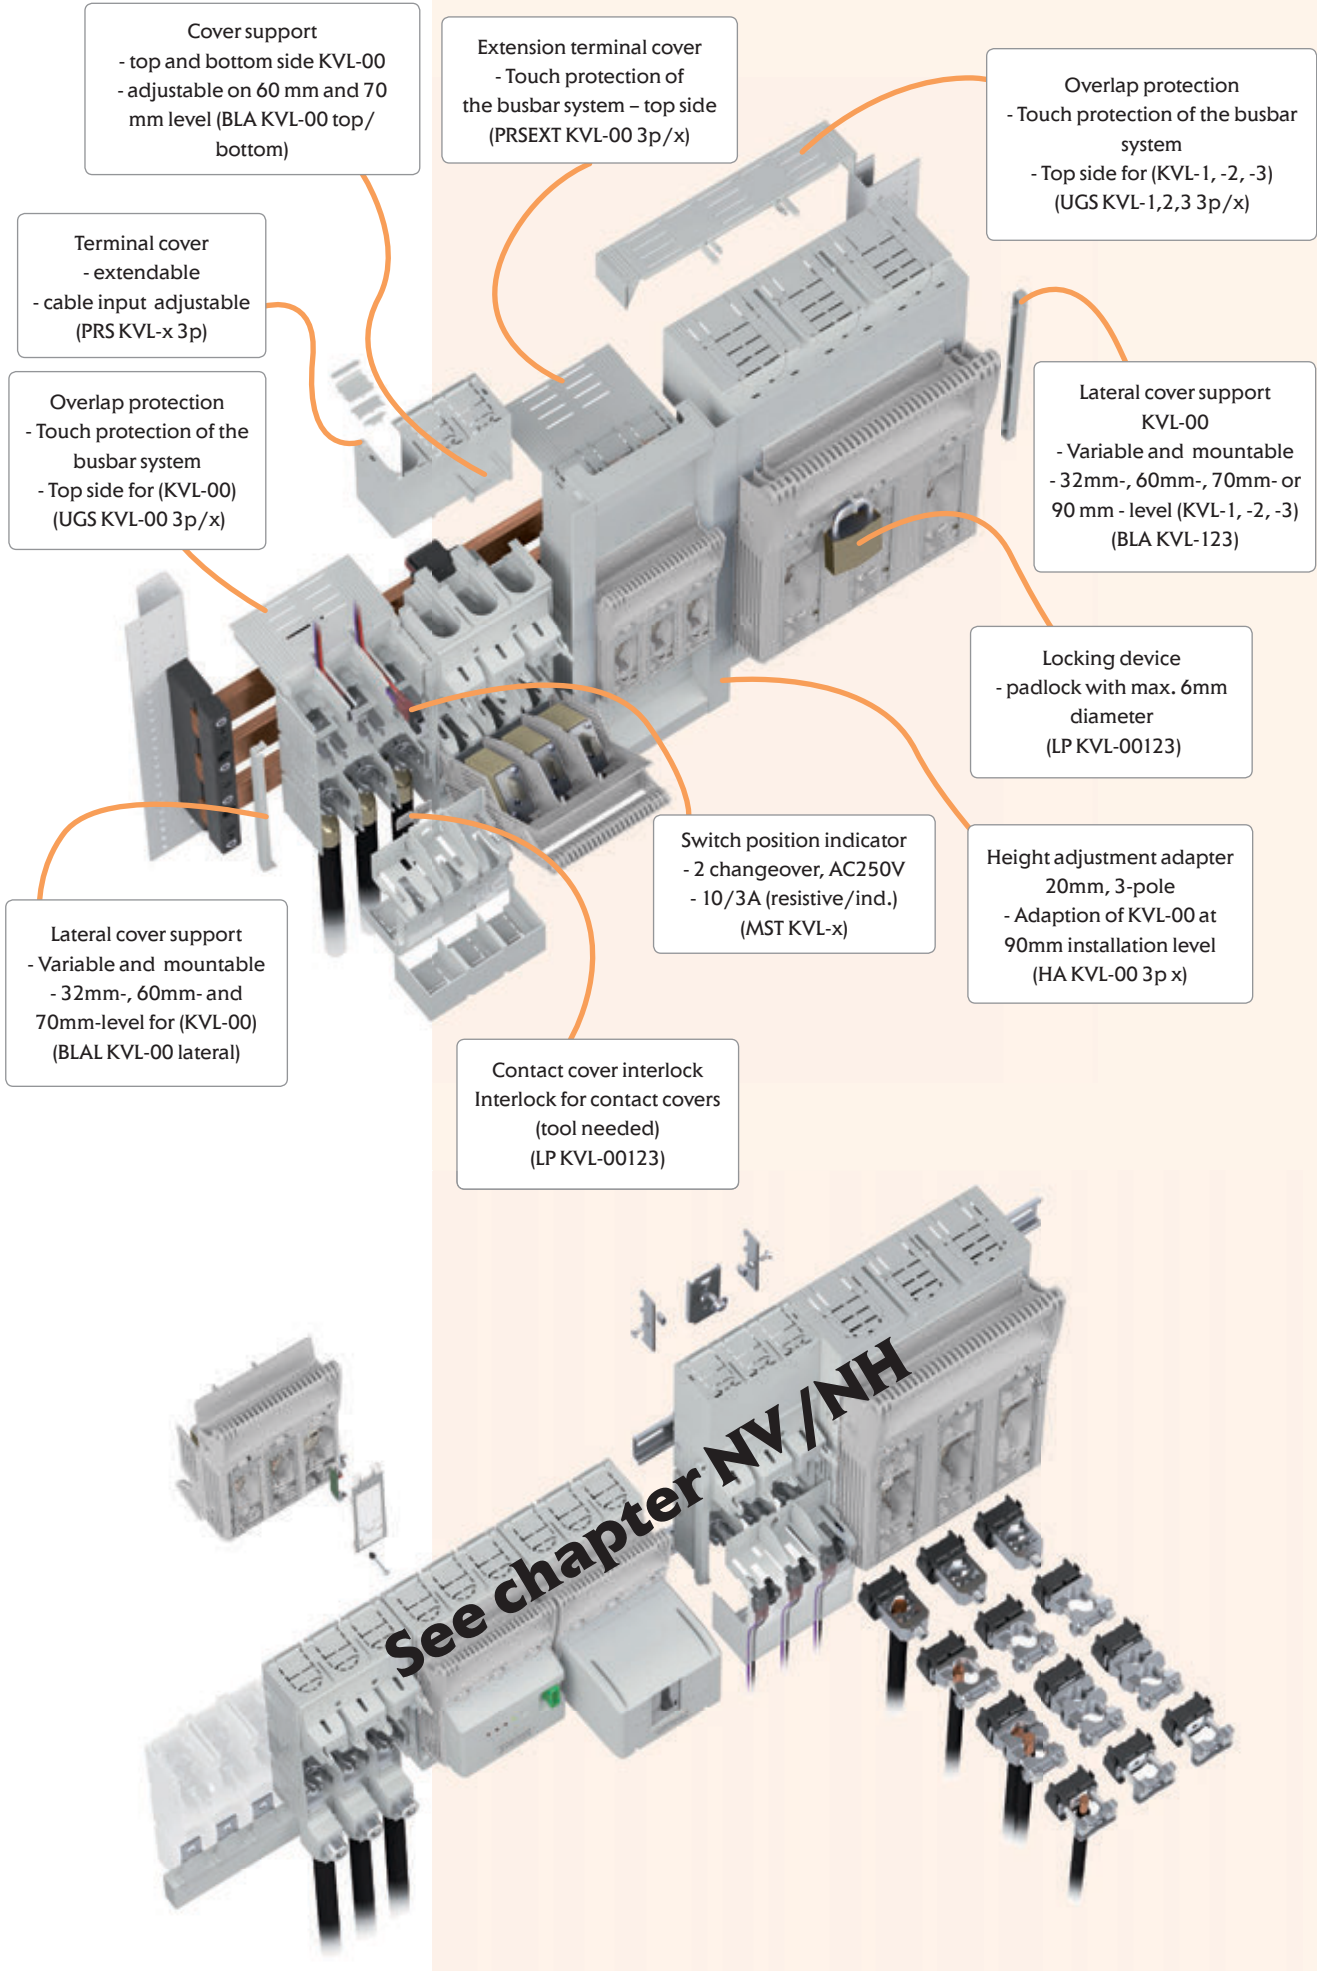 Cover support
- top and bottom side KVL-00
- adjustable on 60 mm and 70
mm level (BLA KVL-00 top/
bottom)
Extension terminal cover
- Touch protection of
the busbar system – top side
(PRSEXT KVL-00 3p/x)
Overlap protection
- Touch protection of the busbar
system
- Top side for (KVL-1, -2, -3)
(UGS KVL-1,2,3 3p/x)
Terminal cover
- extendable
- cable input adjustable
(PRS KVL-x 3p)
Overlap protection
- Touch protection of the
busbar system
- Top side for (KVL-00)
(UGS KVL-00 3p/x)
Lateral cover support
KVL-00
- Variable and mountable
- 32mm-, 60mm-, 70mm- or
90 mm - level (KVL-1, -2, -3)
(BLA KVL-123)
Locking device
- padlock with max. 6mm
diameter
(LP KVL-00123)
Switch position indicator
- 2 changeover, AC250V
- 10/3A (resistive/ind.)
(MST KVL-x)
Height adjustment adapter
20mm, 3-pole
- Adaption of KVL-00 at
90mm installation level
(HA KVL-00 3p x)
Lateral cover support
- Variable and mountable
- 32mm-, 60mm- and
70mm-level for (KVL-00)
(BLAL KVL-00 lateral)
Contact cover interlock
Interlock for contact covers
(tool needed)
(LP KVL-00123)
See chapter NV/NH